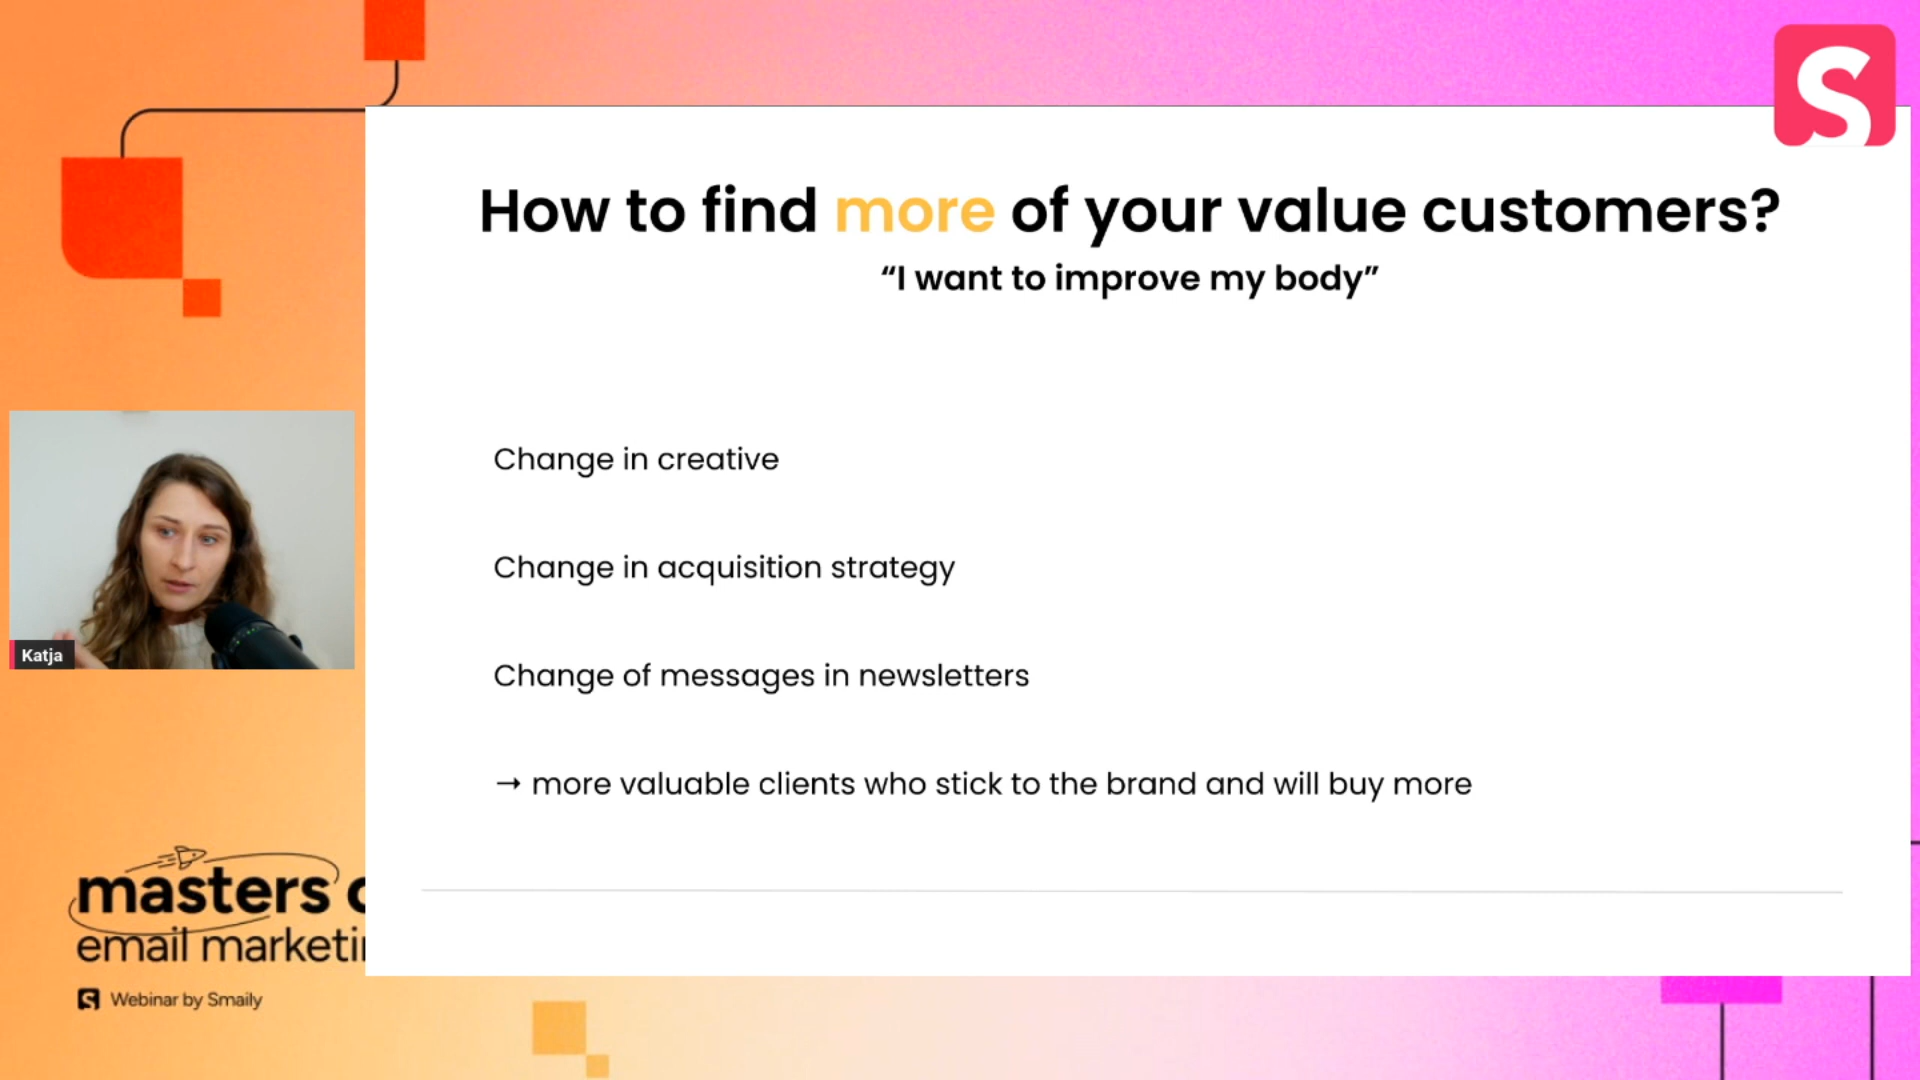 How to find more of your value customers?
“I want to improve my body”
Change in creative
Change in acquisition strategy
Change of messages in newsletters
→ more valuable clients who stick to the brand and will buy more
Katja
masters
email
Webinar by Smaily
S